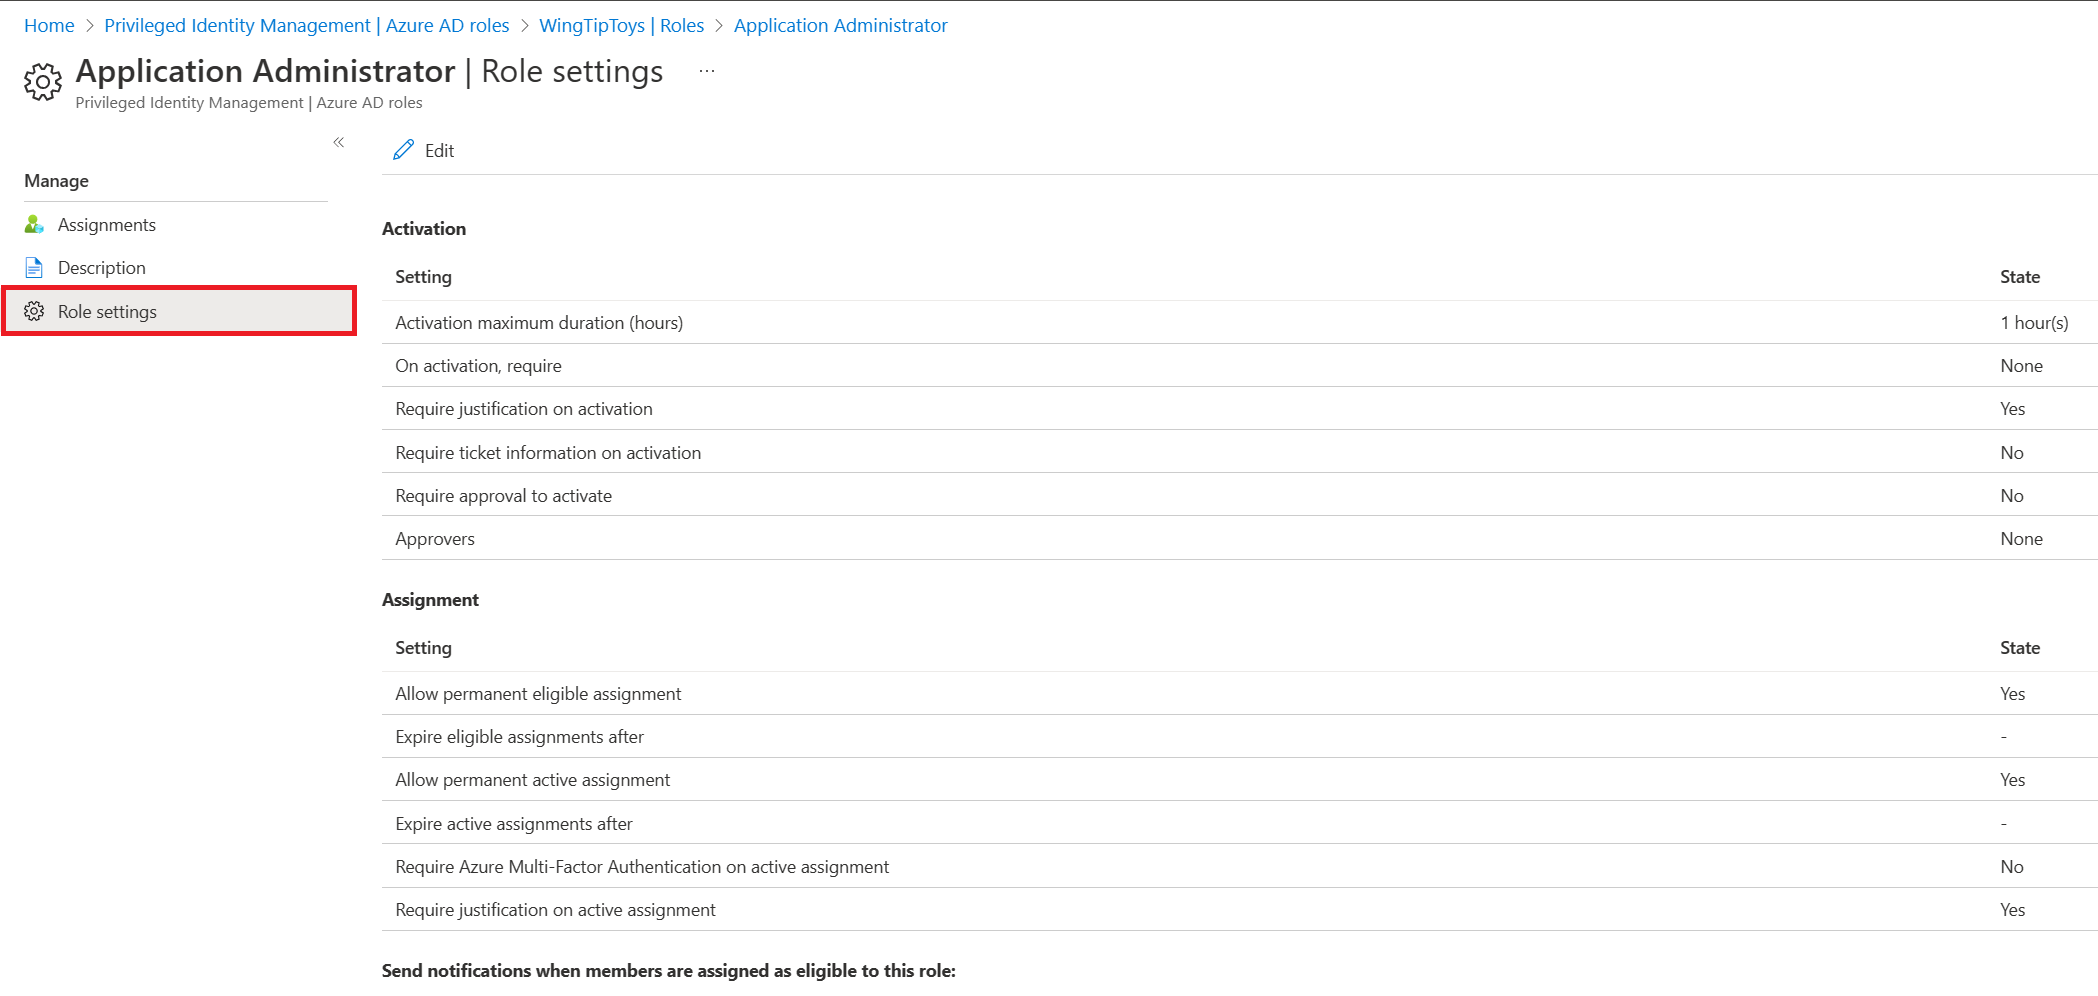 Home > Privileged Identity Management | Azure AD roles > WingTipToys | Roles > Application Administrator
Application Administrator | Role settings ...
Privileged Identity Management | Azure AD roles
«
Manage
Assignments
Description
Role settings
Edit
Activation
Setting State
Activation maximum duration (hours) 1 hour(s)
On activation, require None
Require justification on activation Yes
Require ticket information on activation No
Require approval to activate No
Approvers None
Assignment
Setting State
Allow permanent eligible assignment Yes
Expire eligible assignments after -
Allow permanent active assignment Yes
Expire active assignments after -
Require Azure Multi-Factor Authentication on active assignment No
Require justification on active assignment Yes
Send notifications when members are assigned as eligible to this role: